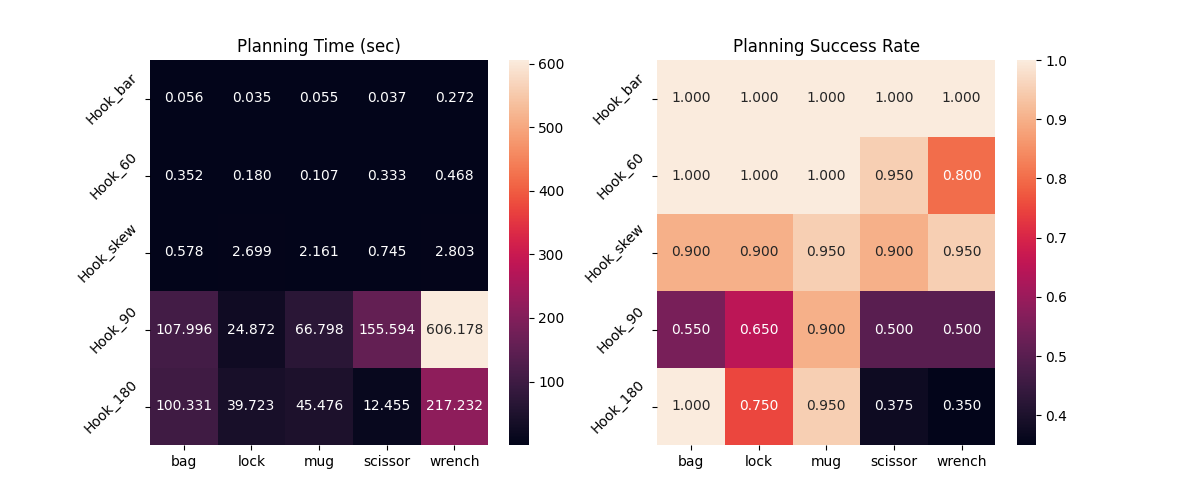 Planning Time (sec)
Hook_bar 0.056 0.035 0.055 0.037 0.272
Hook_60 0.352 0.180 0.107 0.333 0.468
Hook_skew 0.578 2.699 2.161 0.745 2.803
Hook_90 107.996 24.872 66.798 155.594 606.178
Hook_180 100.331 39.723 45.476 12.455 217.232
bag lock mug scissor wrench
600
500
400
300
200
100
Planning Success Rate
Hook_bar 1.000 1.000 1.000 1.000 1.000
Hook_60 1.000 1.000 1.000 0.950 0.800
Hook_skew 0.900 0.900 0.950 0.900 0.950
Hook_90 0.550 0.650 0.900 0.500 0.500
Hook_180 1.000 0.750 0.950 0.375 0.350
bag lock mug scissor wrench
1.0
0.9
0.8
0.7
0.6
0.5
0.4